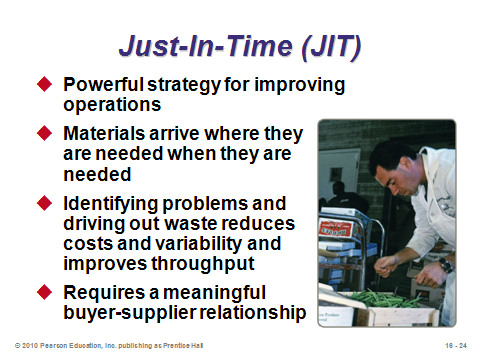 Just-In-Time (JIT)
Powerful strategy for improving
operations
Materials arrive where they
are needed when they are
needed
Identifying problems and
driving out waste reduces
costs and variability and
improves throughput
Requires a meaningful
buyer-supplier relationship
© 2010 Pearson Education, Inc. publishing as Prentice Hall
16 - 24